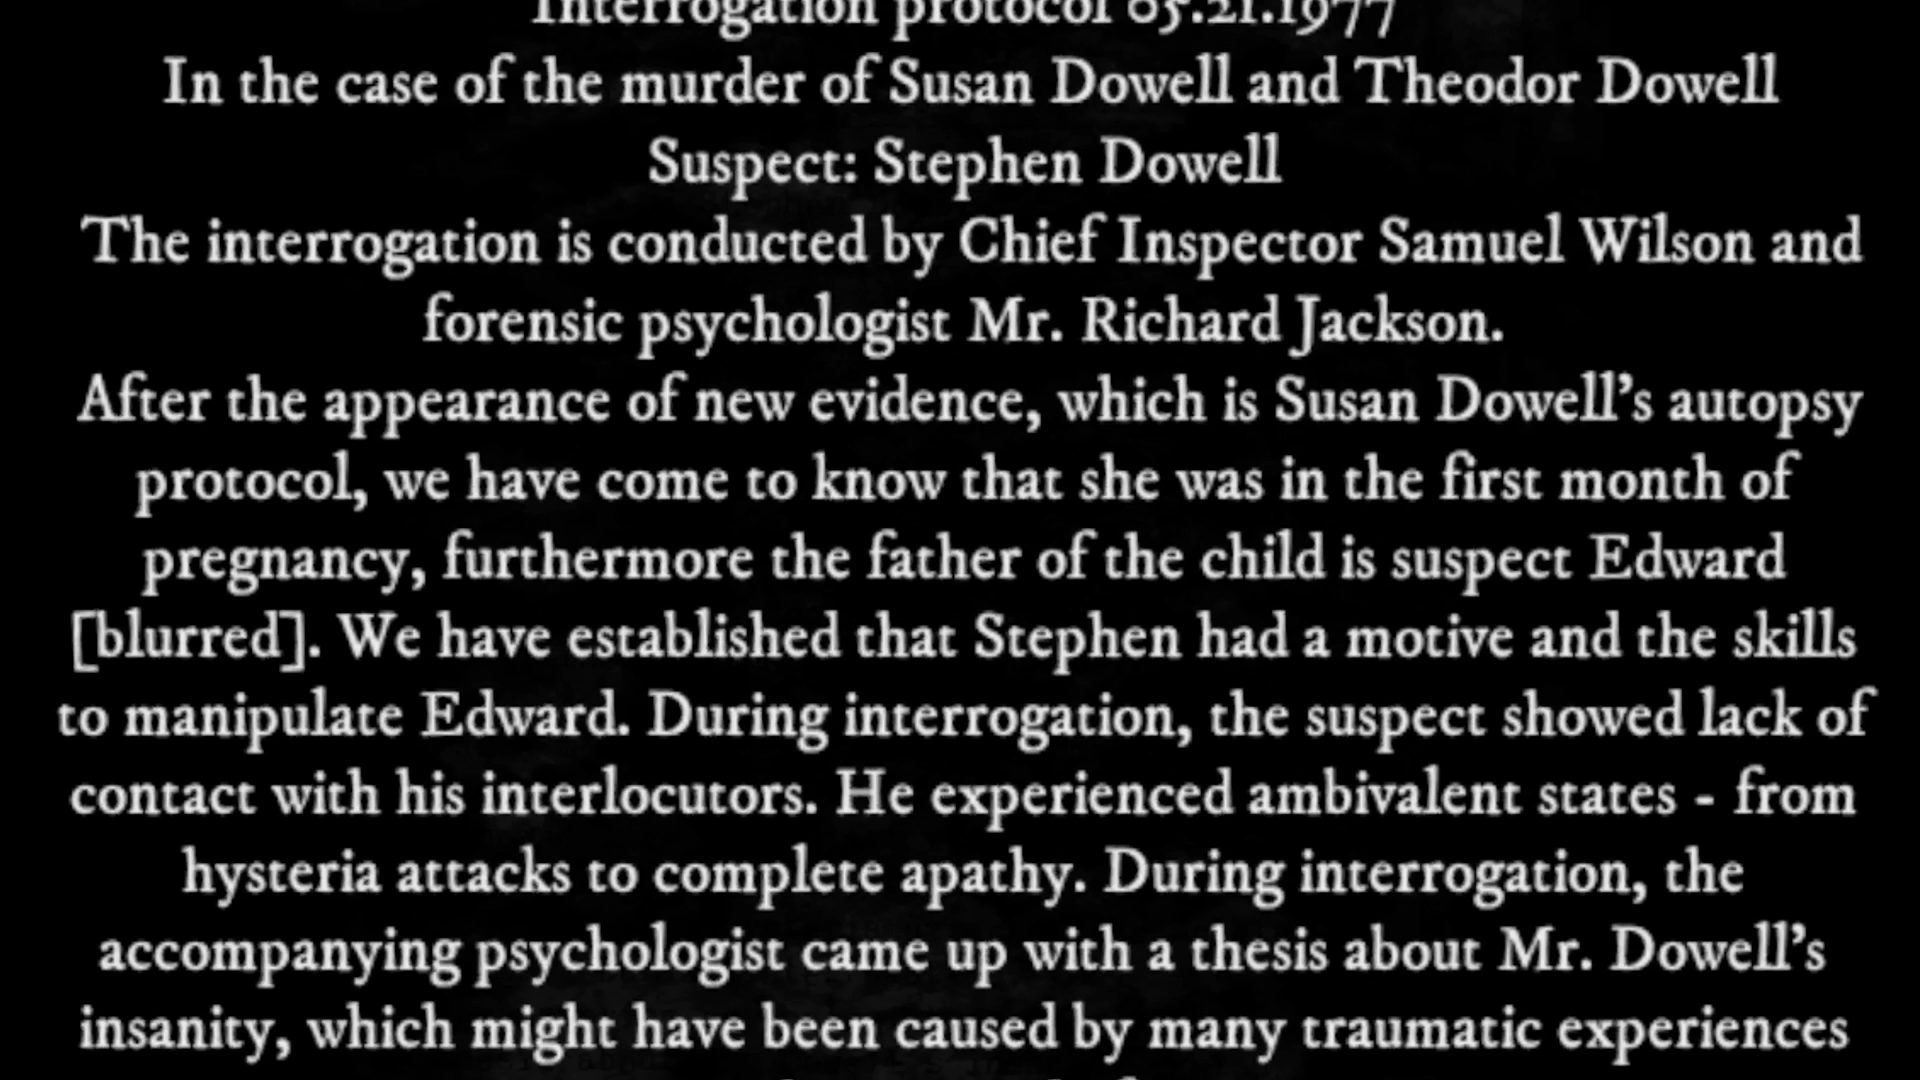 Interrogation protocol 03.21.1977
In the case of the murder of Susan Dowell and Theodor Dowell
Suspect: Stephen Dowell
The interrogation is conducted by Chief Inspector Samuel Wilson and
forensic psychologist Mr. Richard Jackson.
After the appearance of new evidence, which is Susan Dowell's autopsy
protocol, we have come to know that she was in the first month of
pregnancy, furthermore the father of the child is suspect Edward
[blurred]. We have established that Stephen had a motive and the skills
to manipulate Edward. During interrogation, the suspect showed lack of
contact with his interlocutors. He experienced ambivalent states - from
hysteria attacks to complete apathy. During interrogation, the
accompanying psychologist came up with a thesis about Mr. Dowell's
insanity, which might have been caused by many traumatic experiences